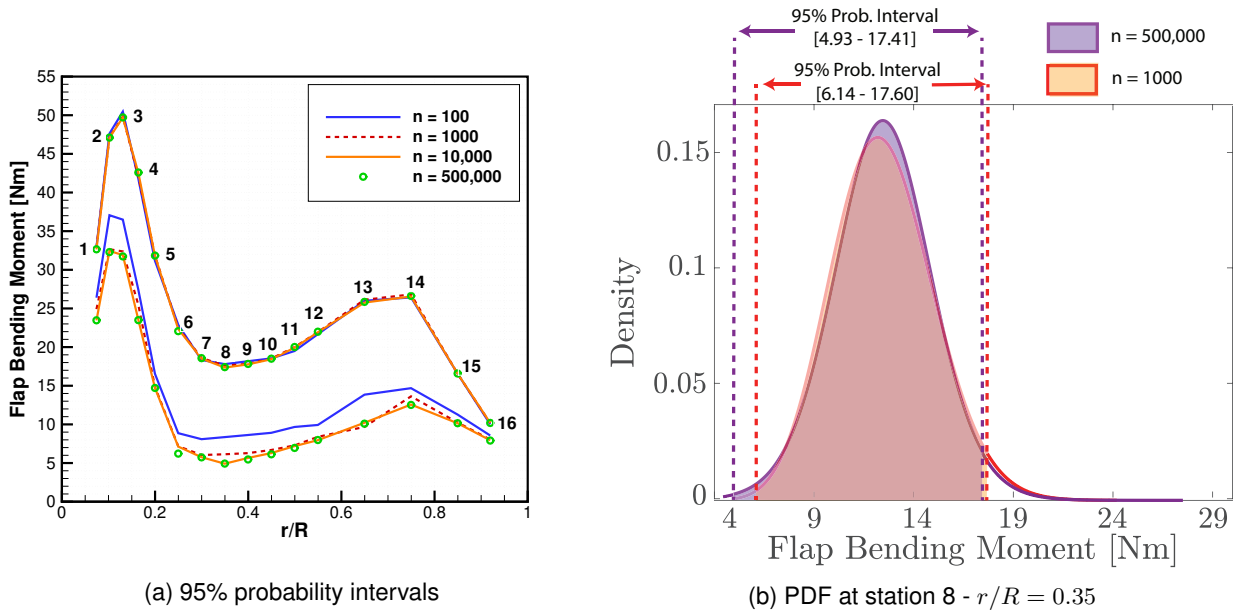 55
50
45
40
35
30
25
20
15
10
5
0
Flap Bending Moment [Nm]
n = 100
n = 1000
n = 10,000
n = 500,000
1
2
3
4
5
6
7
8
9
10
11
12
13
14
15
16
0
0.2
0.4
0.6
0.8
1
r/R
(a) 95% probability intervals
95% Prob. Interval
[4.93 - 17.41]
95% Prob. Interval
[6.14 - 17.60]
n = 500,000
n = 1000
0.15
0.1
0.05
0
Density
4
9
14
19
24
29
Flap Bending Moment [Nm]
(b) PDF at station 8 - r/R = 0.35